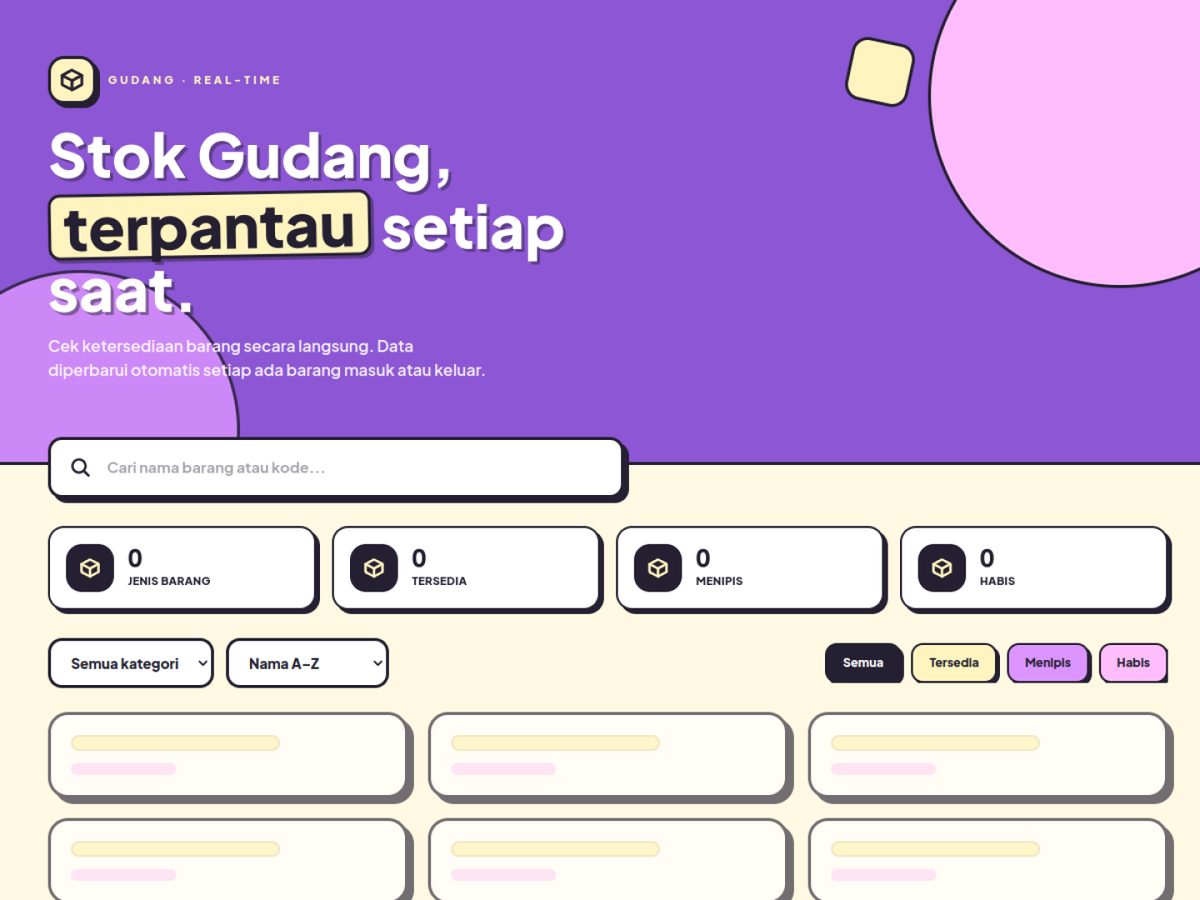 GUDANG · REAL-TIME
Stok Gudang,
terpantau setiap
saat.
Cek ketersediaan barang secara langsung. Data
diperbarui otomatis setiap ada barang masuk atau keluar.
Cari nama barang atau kode...
0
JENIS BARANG
0
TERSEDIA
0
MENIPIS
0
HABIS
Semua kategori
Nama A–Z
Semua
Tersedia
Menipis
Habis